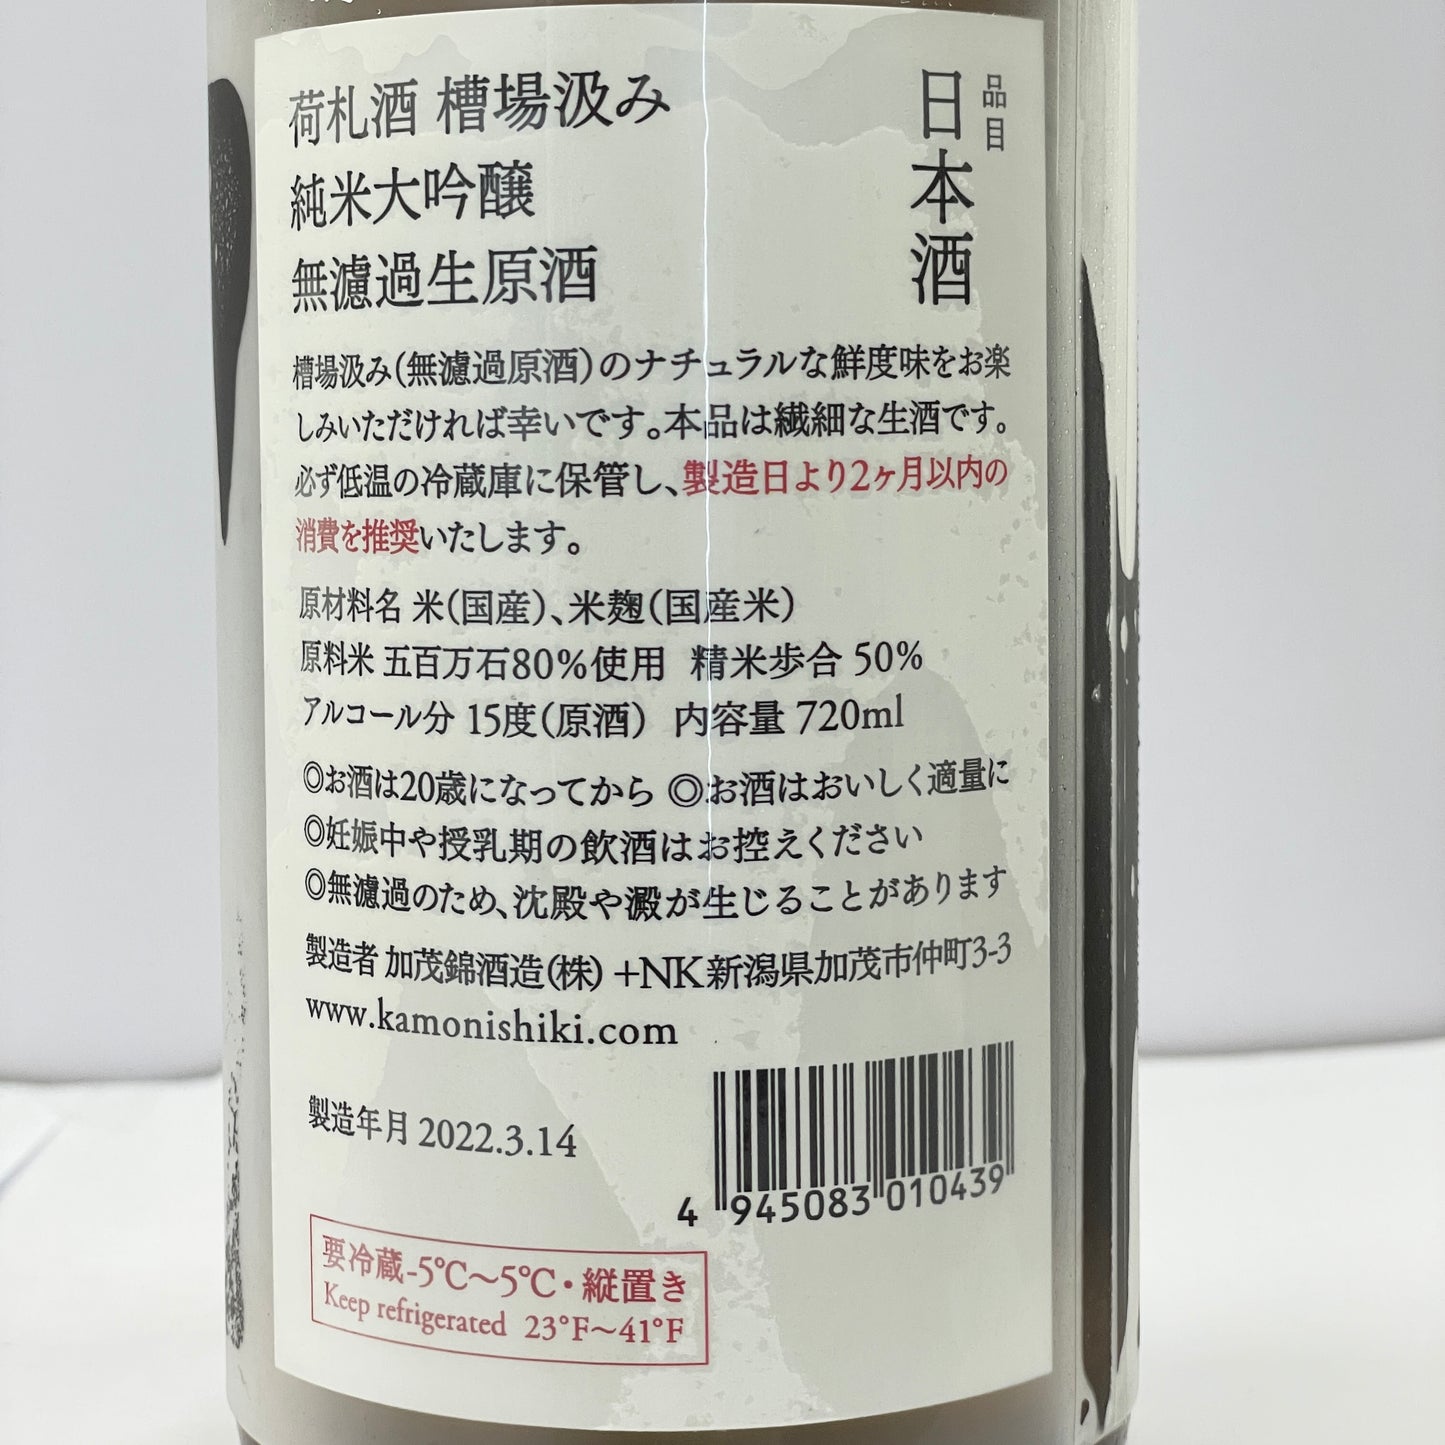 荷札酒 槽場汲み
純米大吟醸
無濾過生原酒
品目
日本酒
槽場汲み(無濾過原酒)のナチュラルな鮮度味をお楽
しみいただければ幸いです。本品は繊細な生酒です。
必ず低温の冷蔵庫に保管し、製造日より2ヶ月以内の
消費を推奨いたします。
原材料名 米(国産)、米麹(国産米)
原料米 五百万石80%使用 精米歩合 50%
アルコール分 15度(原酒) 内容量 720ml
◎お酒は20歳になってから ◎お酒はおいしく適量に
◎妊娠中や授乳期の飲酒はお控えください
◎無濾過のため、沈殿や澱が生じることがあります
製造者 加茂錦酒造(株) +NK新潟県加茂市仲町3-3
www.kamonishiki.com
製造年月 2022.3.14
4 945083 010439
要冷蔵-5℃～5℃・縦置き
Keep refrigerated 23°F～41°F